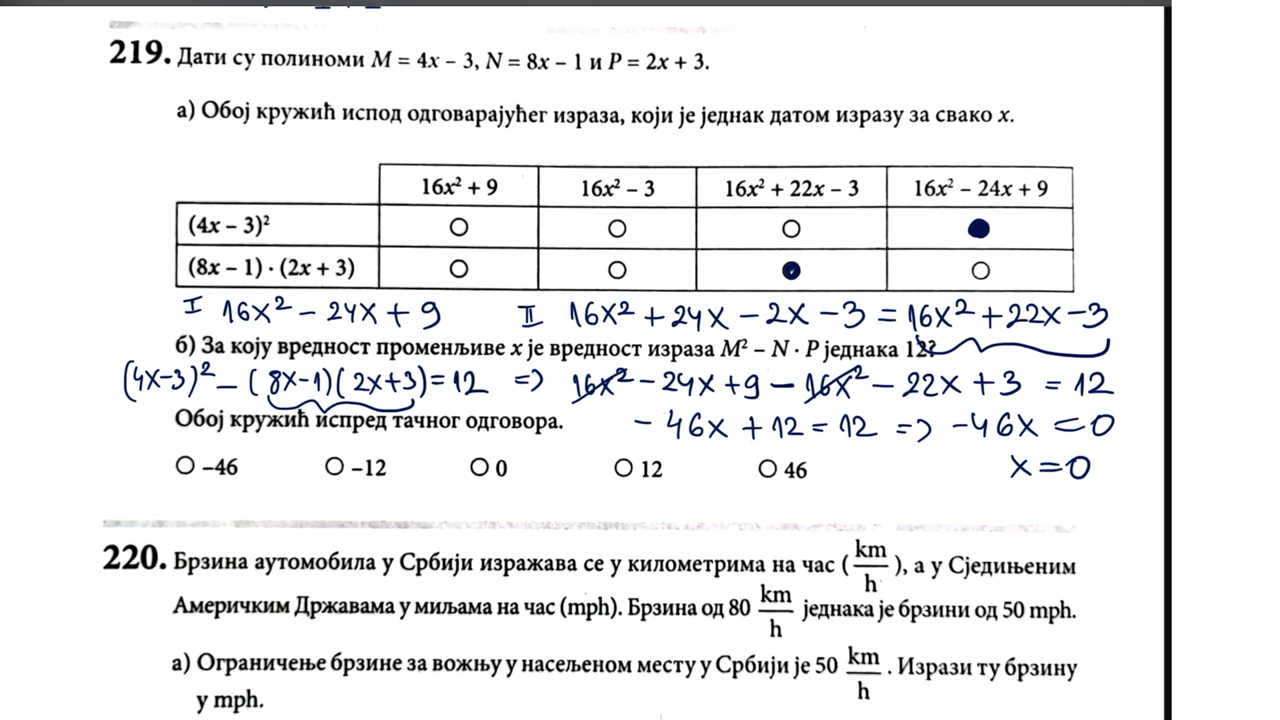 219. Дати су полиноми M = 4x − 3, N = 8x − 1 и P = 2x + 3.
а) Обој кружић испод одговарајућег израза, који је једнак датом изразу за свако x.
16x² + 9 16x² − 3 16x² + 22x − 3 16x² − 24x + 9
(4x − 3)²
(8x − 1) · (2x + 3)
I 16x² − 24x + 9 II 16x² + 24x − 2x − 3 = 16x² + 22x − 3
б) За коју вредност променљиве x је вредност израза M² − N · P једнака 12?
(4x−3)² − (8x−1)(2x+3) = 12 => 16x² − 24x + 9 − 16x² − 22x + 3 = 12
Обој кружић испред тачног одговора. − 46x + 12 = 12 => −46x = 0
−46 −12 0 12 46 x = 0
220. Брзина аутомобила у Србији изражава се у километрима на час (km/h), а у Сједињеним
Америчким Државама у миљама на час (mph). Брзина од 80 km/h једнака је брзини од 50 mph.
а) Ограничење брзине за вожњу у насељеном месту у Србији је 50 km/h. Изрази ту брзину
у mph.